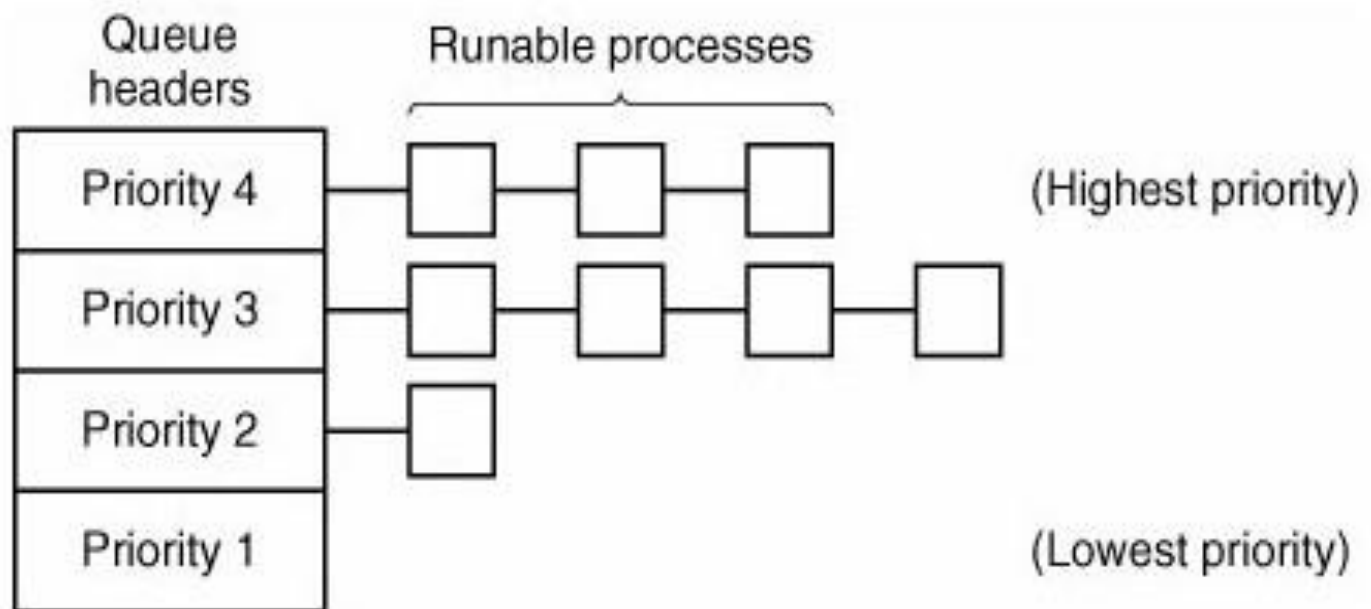 Queue
headers
Runable processes
Priority 4
(Highest priority)
Priority 3
Priority 2
Priority 1
(Lowest priority)